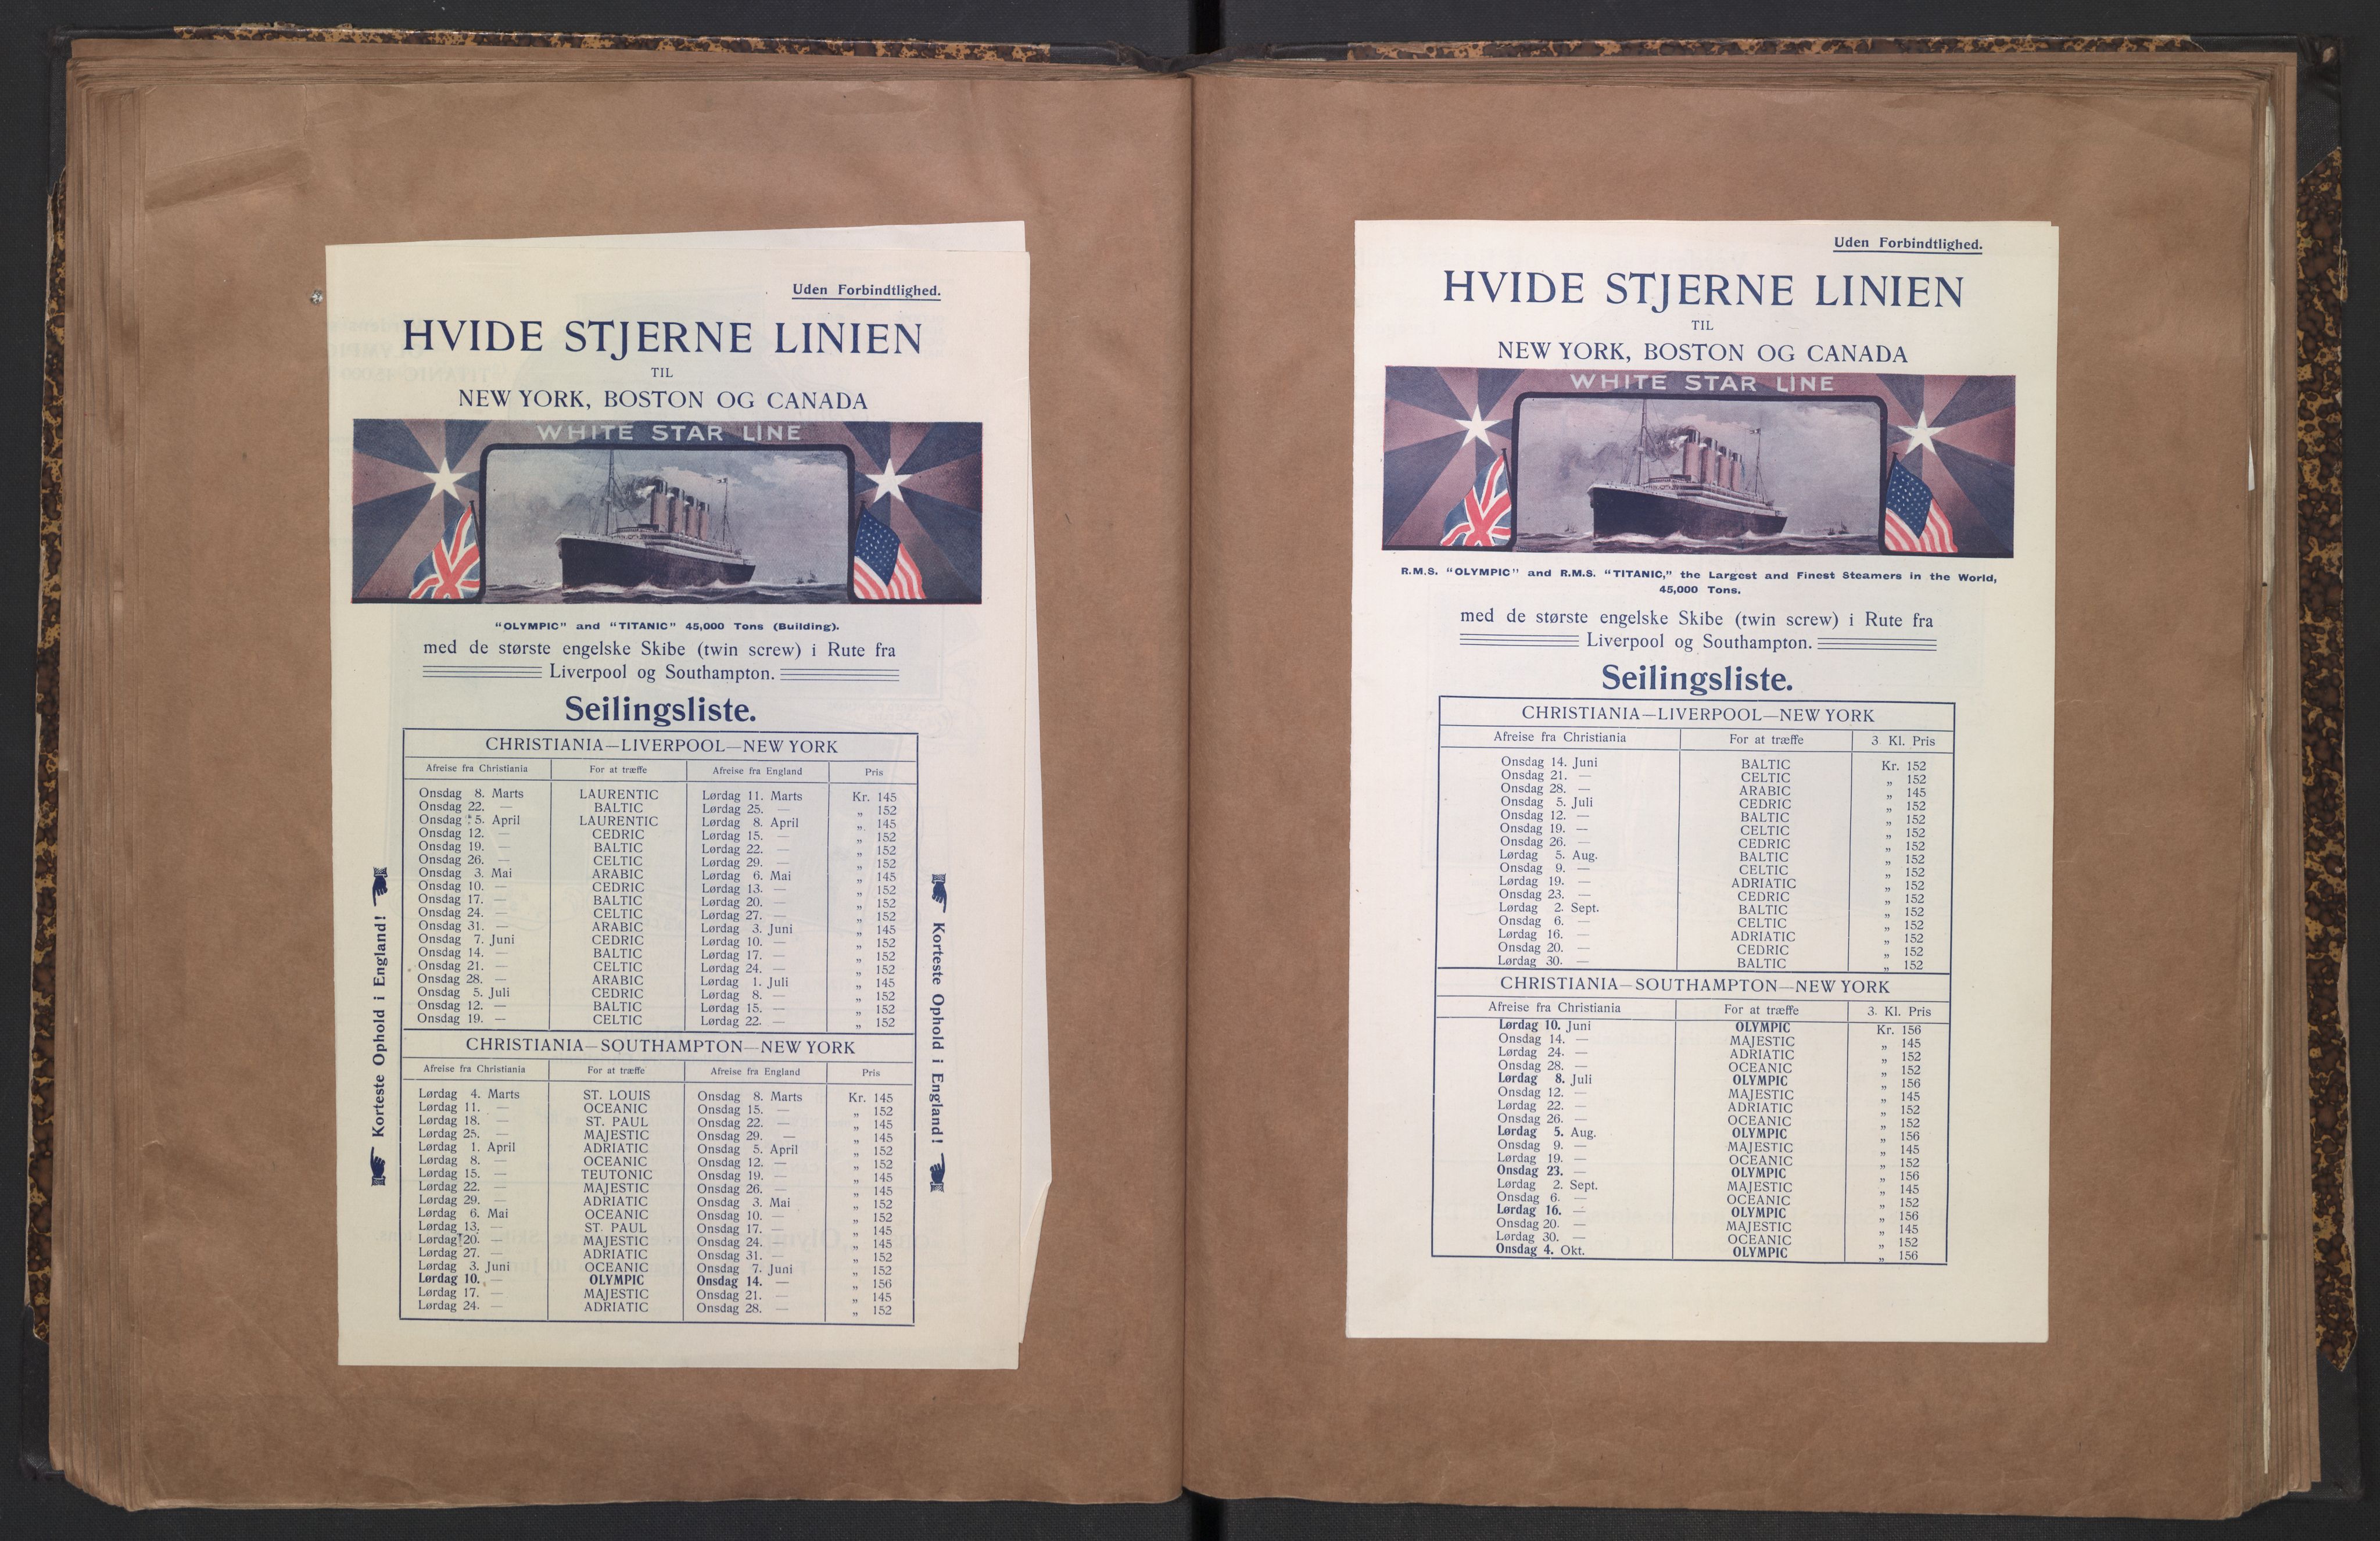 Uden Forbindtlighed.
HVIDE STJERNE LINIEN
TIL
NEW YORK, BOSTON OG CANADA
WHITE STAR LINE
"OLYMPIC" and "TITANIC" 45,000 Tons (Building).
med de største engelske Skibe (twin screw) i Rute fra
Liverpool og Southampton.
Seilingsliste.
CHRISTIANIA—LIVERPOOL—NEW YORK
Afreise fra Christiania For at træffe Afreise fra England Pris
Onsdag 8. Marts LAURENTIC Lørdag 11. Marts Kr. 145
Onsdag 22. — BALTIC Lørdag 25. — „ 152
Onsdag 5. April LAURENTIC Lørdag 8. April „ 145
Onsdag 12. — CEDRIC Lørdag 15. — „ 152
Onsdag 19. — BALTIC Lørdag 22. — „ 152
Onsdag 26. — CELTIC Lørdag 29. — „ 152
Onsdag 3. Mai ARABIC Lørdag 6. Mai „ 145
Onsdag 10. — CEDRIC Lørdag 13. — „ 152
Onsdag 17. — BALTIC Lørdag 20. — „ 152
Onsdag 24. — CELTIC Lørdag 27. — „ 152
Onsdag 31. — ARABIC Lørdag 3. Juni „ 145
Onsdag 7. Juni CEDRIC Lørdag 10. — „ 152
Onsdag 14. — BALTIC Lørdag 17. — „ 152
Onsdag 21. — CELTIC Lørdag 24. — „ 152
Onsdag 28. — ARABIC Lørdag 1. Juli „ 145
Onsdag 5. Juli CEDRIC Lørdag 8. — „ 152
Onsdag 12. — BALTIC Lørdag 15. — „ 152
Onsdag 19. — CELTIC Lørdag 22. — „ 152
CHRISTIANIA—SOUTHAMPTON—NEW YORK
Afreise fra Christiania For at træffe Afreise fra England Pris
Lørdag 4. Marts ST. LOUIS Onsdag 8. Marts Kr. 145
Lørdag 11. — OCEANIC Onsdag 15. — „ 152
Lørdag 18. — ST. PAUL Onsdag 22. — „ 145
Lørdag 25. — MAJESTIC Onsdag 29. — „ 145
Lørdag 1. April ADRIATIC Onsdag 5. April „ 152
Lørdag 8. — OCEANIC Onsdag 12. — „ 152
Lørdag 15. — TEUTONIC Onsdag 19. — „ 145
Lørdag 22. — MAJESTIC Onsdag 26. — „ 145
Lørdag 29. — ADRIATIC Onsdag 3. Mai „ 152
Lørdag 6. Mai OCEANIC Onsdag 10. — „ 152
Lørdag 13. — ST. PAUL Onsdag 17. — „ 145
Lørdag 20. — MAJESTIC Onsdag 24. — „ 145
Lørdag 27. — ADRIATIC Onsdag 31. — „ 152
Lørdag 3. Juni OCEANIC Onsdag 7. Juni „ 152
Lørdag 10. — OLYMPIC Onsdag 14. — „ 156
Lørdag 17. — MAJESTIC Onsdag 21. — „ 145
Lørdag 24. — ADRIATIC Onsdag 28. — „ 152
Korteste Ophold i England!
Korteste Ophold i England!
Uden Forbindtlighed.
HVIDE STJERNE LINIEN
TIL
NEW YORK, BOSTON OG CANADA
WHITE STAR LINE
R.M.S. "OLYMPIC" and R.M.S. "TITANIC," the Largest and Finest Steamers in the World,
45,000 Tons.
med de største engelske Skibe (twin screw) i Rute fra
Liverpool og Southampton.
Seilingsliste.
CHRISTIANIA—LIVERPOOL—NEW YORK
Afreise fra Christiania For at træffe 3 Kl. Pris
Onsdag 14. Juni BALTIC Kr. 152
Onsdag 21. — CELTIC „ 152
Onsdag 28. — ARABIC „ 145
Onsdag 5. Juli CEDRIC „ 152
Onsdag 12. — BALTIC „ 152
Onsdag 19. — CELTIC „ 152
Onsdag 26. — CEDRIC „ 152
Lørdag 5. Aug. BALTIC „ 152
Onsdag 9. — CELTIC „ 152
Lørdag 19. — ADRIATIC „ 152
Onsdag 23. — CEDRIC „ 152
Lørdag 2. Sept. BALTIC „ 152
Onsdag 6. — CELTIC „ 152
Lørdag 16. — ADRIATIC „ 152
Onsdag 20. — CEDRIC „ 152
Lørdag 30. — BALTIC „ 152
CHRISTIANIA—SOUTHAMPTON—NEW YORK
Afreise fra Christiania For at træffe 3. Kl. Pris
Lørdag 10. Juni OLYMPIC Kr. 156
Onsdag 14. — MAJESTIC „ 145
Lørdag 24. — ADRIATIC „ 152
Onsdag 28. — OCEANIC „ 152
Lørdag 8. Juli OLYMPIC „ 156
Onsdag 12. — MAJESTIC „ 145
Lørdag 22. — ADRIATIC „ 152
Onsdag 26. — OCEANIC „ 152
Lørdag 5. Aug. OLYMPIC „ 156
Onsdag 9. — MAJESTIC „ 145
Lørdag 19. — OCEANIC „ 152
Onsdag 23. — OLYMPIC „ 156
Lørdag 2. Sept. MAJESTIC „ 145
Onsdag 6. — OCEANIC „ 152
Lørdag 16. — OLYMPIC „ 156
Onsdag 20. — MAJESTIC „ 145
Lørdag 30. — OCEANIC „ 152
Onsdag 4. Okt. OLYMPIC „ 156